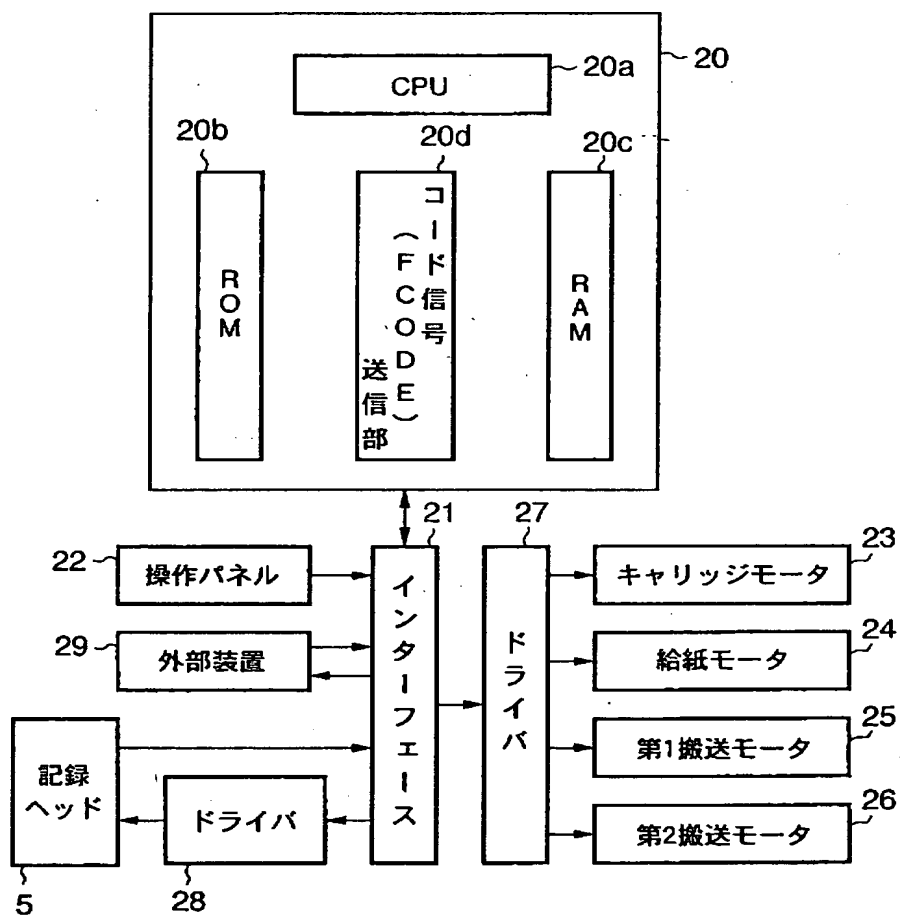 20
CPU
20a
20b
20d
20c
ROM
コード信号
(FCODE)
送信部
RAM
21
27
22
操作パネル
29
外部装置
記録
ヘッド
5
ドライバ
28
インターフェース
ドライバ
23
キャリッジモータ
24
給紙モータ
25
第1搬送モータ
26
第2搬送モータ